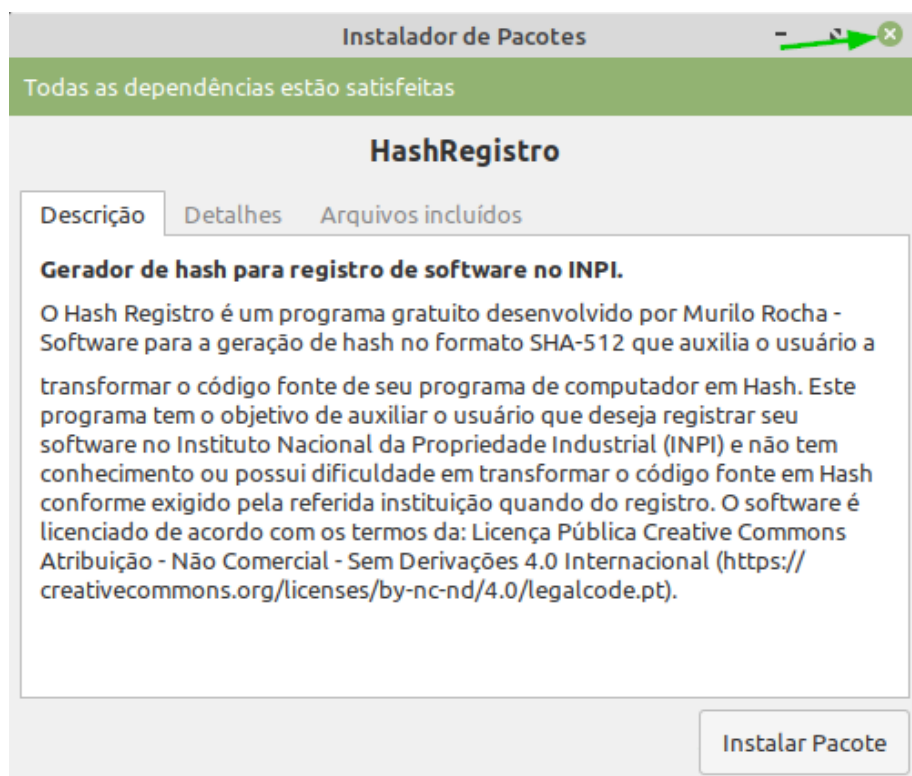 Instalador de Pacotes
Todas as dependências estão satisfeitas
HashRegistro
Descrição Detalhes Arquivos incluídos
Gerador de hash para registro de software no INPI.
O Hash Registro é um programa gratuito desenvolvido por Murilo Rocha -
Software para a geração de hash no formato SHA-512 que auxilia o usuário a
transformar o código fonte de seu programa de computador em Hash. Este
programa tem o objetivo de auxiliar o usuário que deseja registrar seu
software no Instituto Nacional da Propriedade Industrial (INPI) e não tem
conhecimento ou possui dificuldade em transformar o código fonte em Hash
conforme exigido pela referida instituição quando do registro. O software é
licenciado de acordo com os termos da: Licença Pública Creative Commons
Atribuição - Não Comercial - Sem Derivações 4.0 Internacional (https://
creativecommons.org/licenses/by-nc-nd/4.0/legalcode.pt).
Instalar Pacote